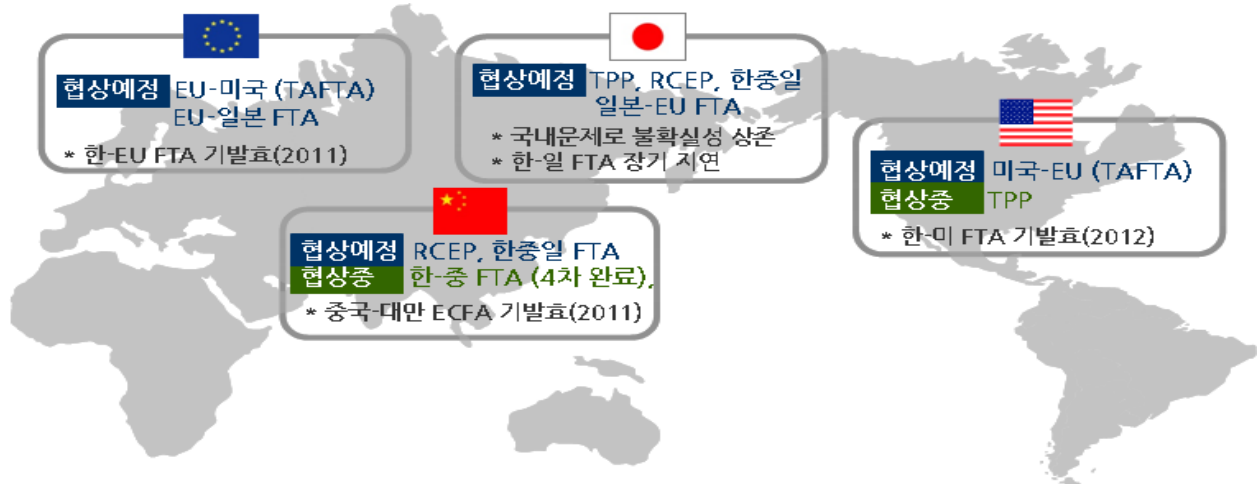 협상예정 EU-미국 (TAFTA)
EU-일본 FTA
* 한-EU FTA 기발효(2011)
협상예정 TPP, RCEP, 한중일
일본-EU FTA
* 국내문제로 불확실성 상존
* 한-일 FTA 장기 지연
협상예정 미국-EU (TAFTA)
협상중 TPP
* 한-미 FTA 기발효(2012)
협상예정 RCEP, 한중일 FTA
협상중 한-중 FTA (4차 완료),
* 중국-대만 ECFA 기발효(2011)